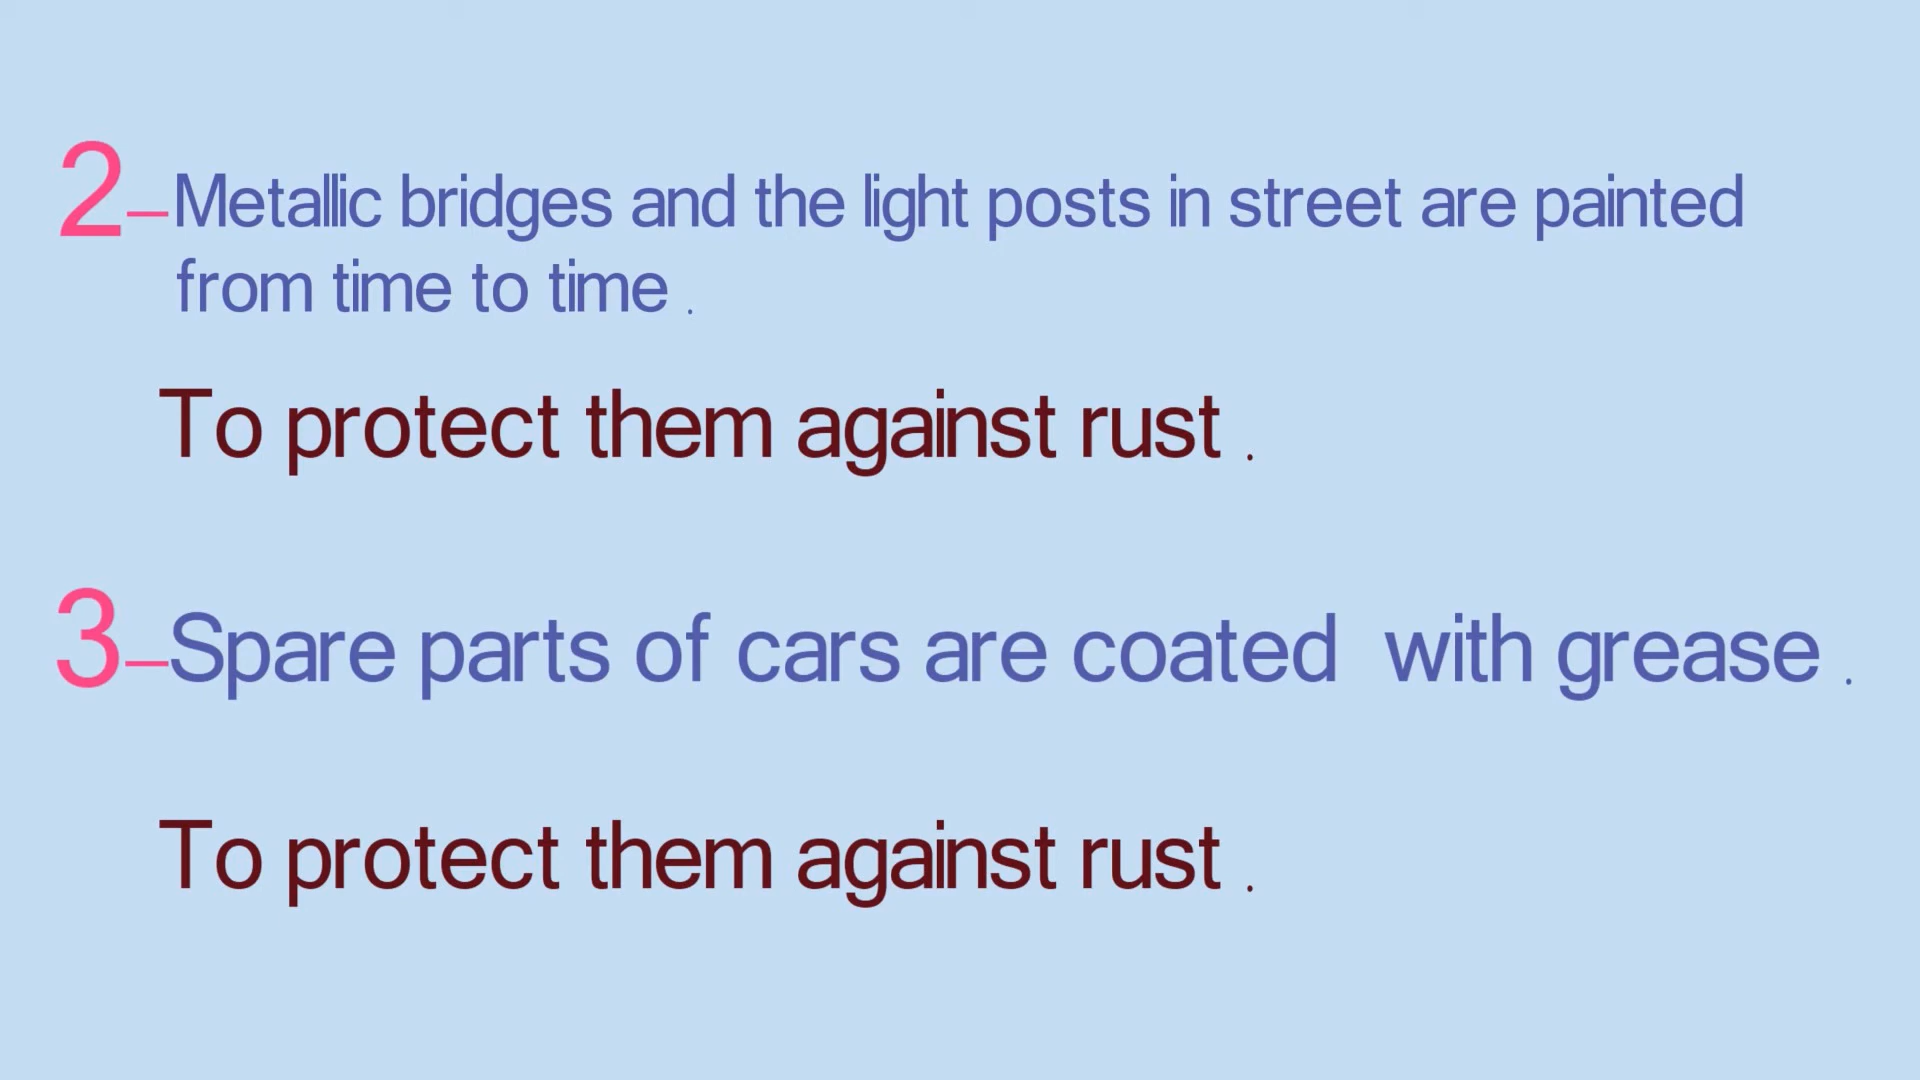 2-Metallic bridges and the light posts in street are painted
from time to time .
To protect them against rust .
3-Spare parts of cars are coated  with grease .
To protect them against rust .